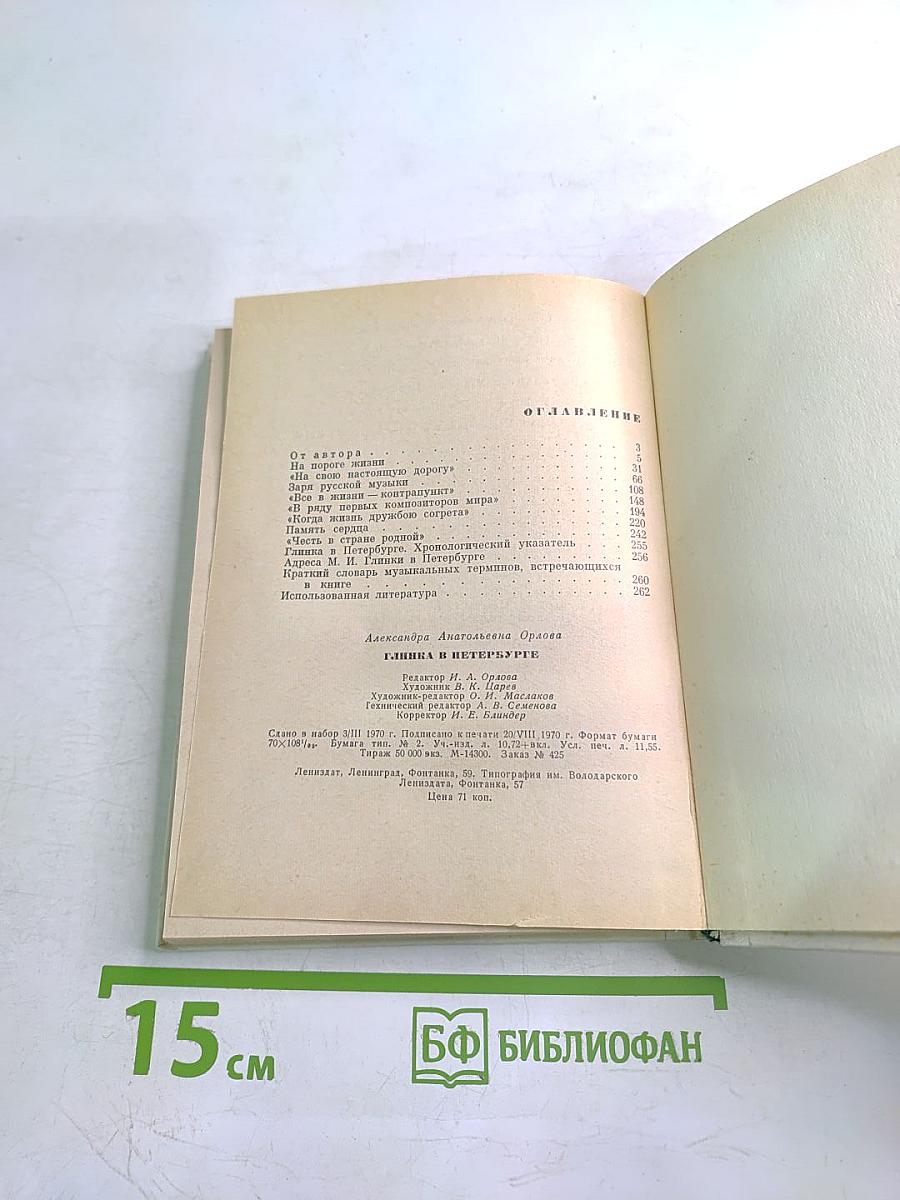 ОГЛАВЛЕНИЕ
От автора . . . . . . . . . . . . . . . 3
На пороге жизни . . . . . . . . . . . . . 5
«На свою настоящую дорогу» . . . . . . . . . 31
Заря русской музыки . . . . . . . . . . . . 66
«Все в жизни — контрапункт» . . . . . . . . . 108
«В ряду первых композиторов мира» . . . . . . . 148
«Когда жизнь дружбою согрета» . . . . . . . . 194
Память сердца . . . . . . . . . . . . . . 220
«Честь в стране родной» . . . . . . . . . . 242
Глинка в Петербурге. Хронологический указатель . . . 255
Адреса М. И. Глинки в Петербурге . . . . . . . 256
Краткий словарь музыкальных терминов, встречающихся
в книге . . . . . . . . . . . . . . . 260
Использованная литература . . . . . . . . . . 262
Александра Анатольевна Орлова
ГЛИНКА В ПЕТЕРБУРГЕ
Редактор И. А. Орлова
Художник В. К. Царев
Художник-редактор О. И. Маслаков
Технический редактор А. В. Семенова
Корректор И. Е. Блиндер
Сдано в набор 3/III 1970 г. Подписано к печати 20/VIII 1970 г. Формат бумаги
70×108¹/₃₂. Бумага тип. № 2. Уч.-изд. л. 10,72+вкл. Усл. печ. л. 11,55.
Тираж 50 000 экз. М-14300. Заказ № 425
Лениздат, Ленинград, Фонтанка, 59. Типография им. Володарского
Лениздата, Фонтанка, 57
Цена 71 коп.
15 см
БФ БИБЛИОФАН